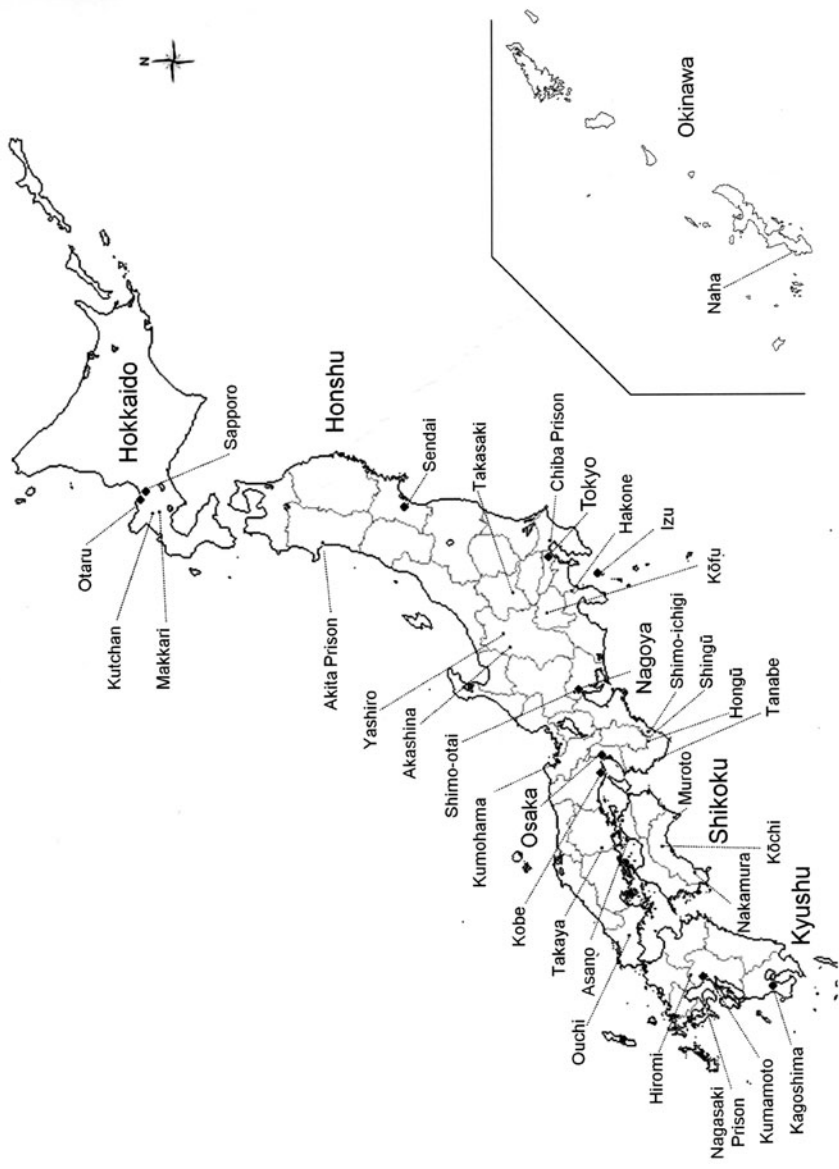 N
Hokkaido
Sapporo
Otaru
Kutchan
Makkari
Honshu
Akita Prison
Sendai
Takasaki
Chiba Prison
Tokyo
Hakone
Izu
Kōfu
Yashiro
Akashina
Shimo-otai
Nagoya
Shimo-ichigi
Shingū
Hongū
Tanabe
Kumohama
Osaka
Kobe
Muroto
Shikoku
Kōchi
Nakamura
Takaya
Asano
Ouchi
Kyushu
Hiromi
Nagasaki
Prison
Kumamoto
Kagoshima
Okinawa
Naha